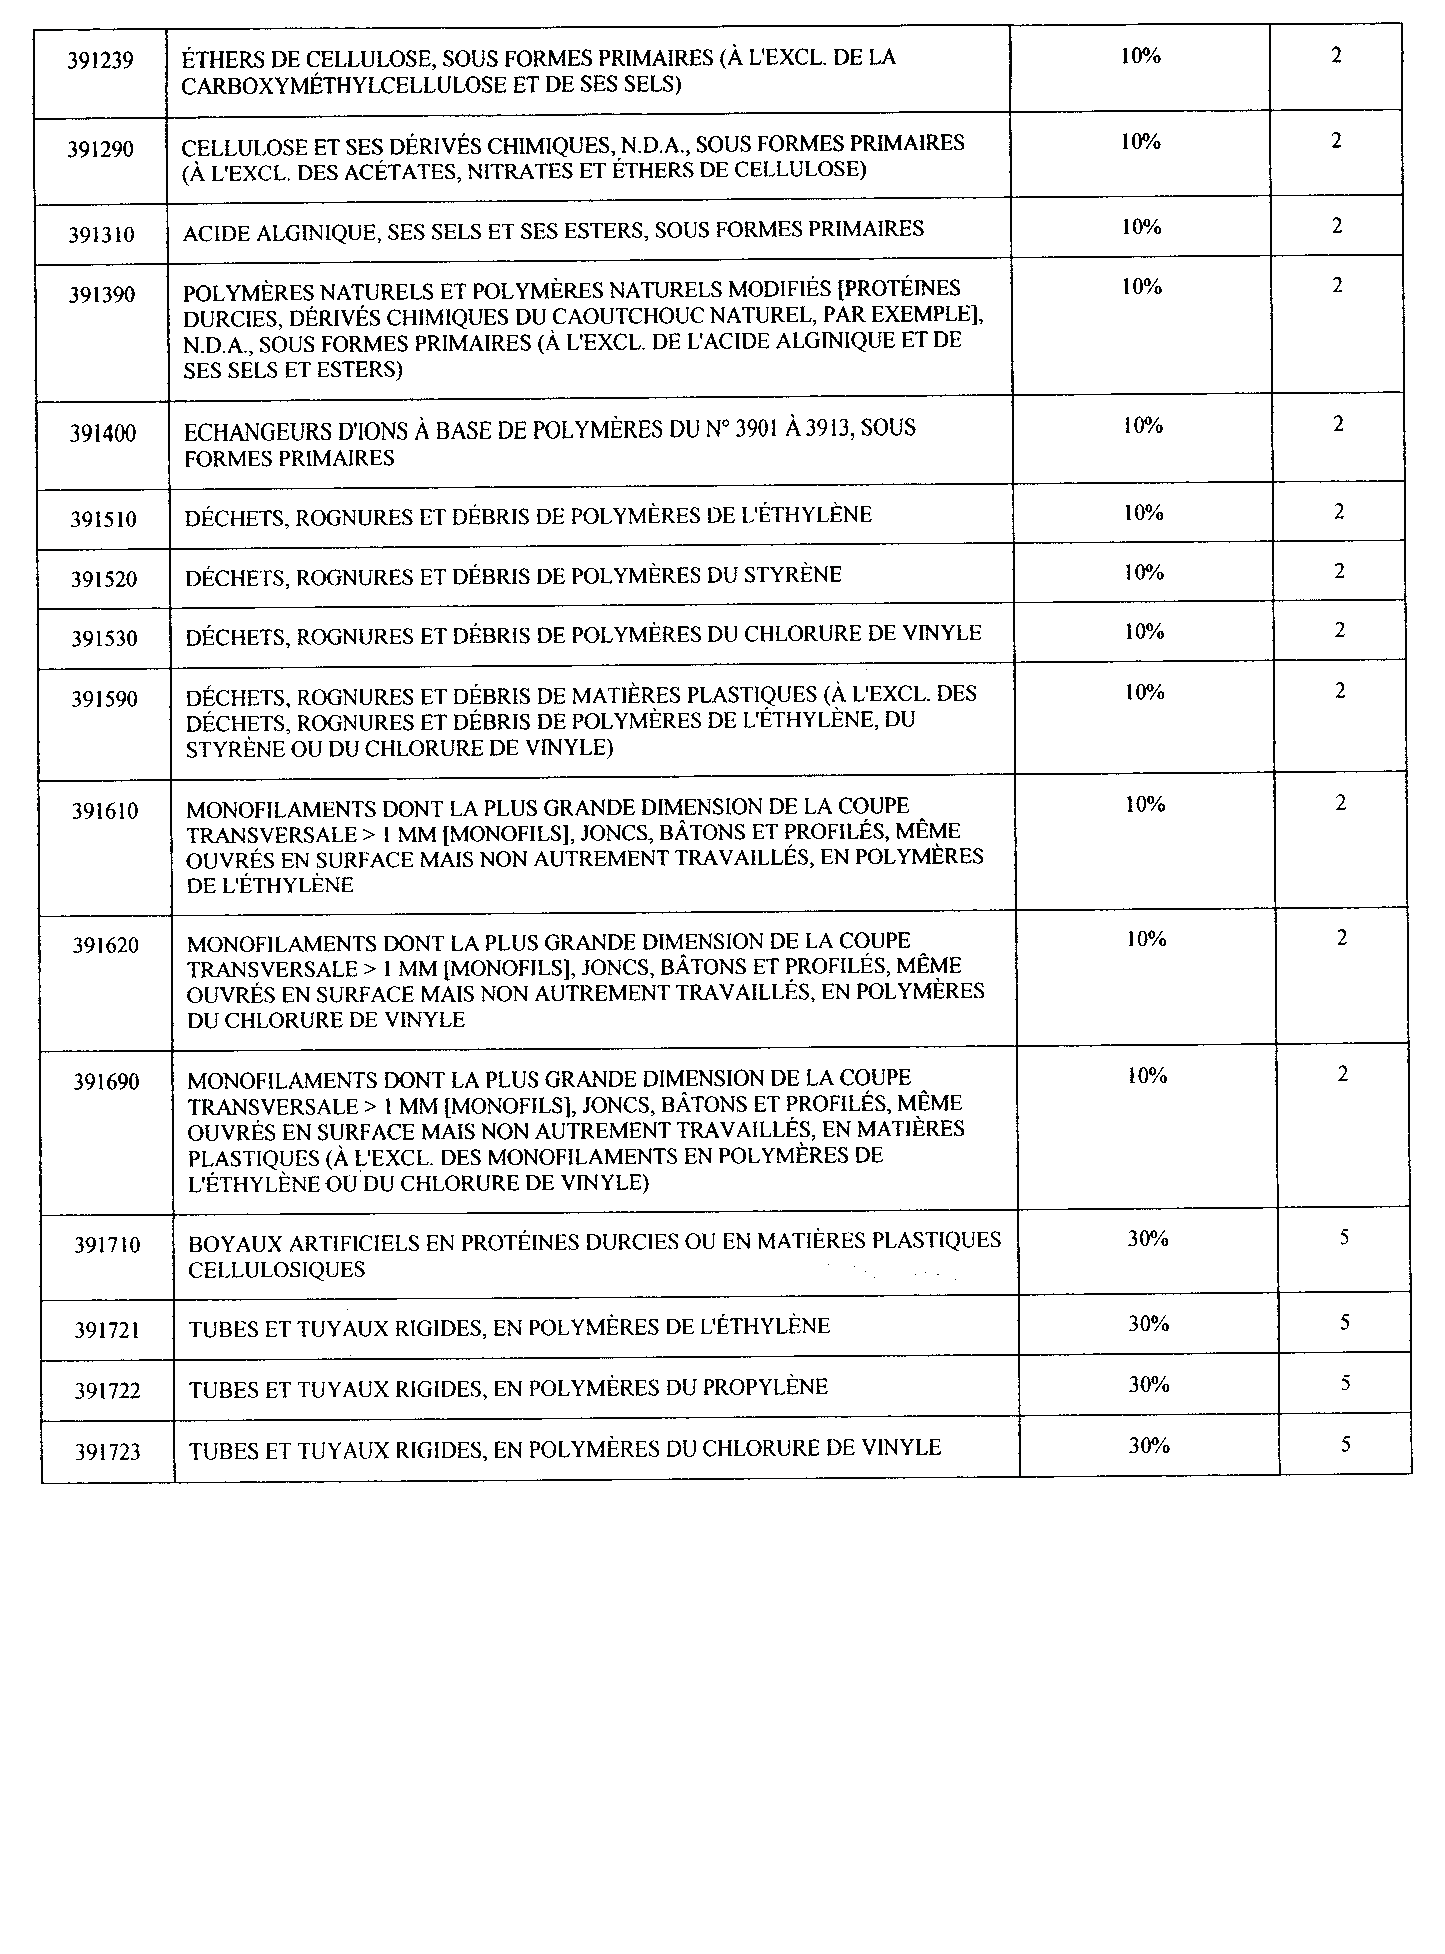 391239 ÉTHERS DE CELLULOSE, SOUS FORMES PRIMAIRES (À L'EXCL. DE LA 10% 2
CARBOXYMÉTHYLCELLULOSE ET DE SES SELS)
391290 CELLULOSE ET SES DÉRIVÉS CHIMIQUES, N.D.A., SOUS FORMES PRIMAIRES 10% 2
(À L'EXCL. DES ACÉTATES, NITRATES ET ÉTHERS DE CELLULOSE)
391310 ACIDE ALGINIQUE, SES SELS ET SES ESTERS, SOUS FORMES PRIMAIRES 10% 2
391390 POLYMÈRES NATURELS ET POLYMÈRES NATURELS MODIFIÉS [PROTÉINES 10% 2
DURCIES, DÉRIVÉS CHIMIQUES DU CAOUTCHOUC NATUREL, PAR EXEMPLE],
N.D.A., SOUS FORMES PRIMAIRES (À L'EXCL. DE L'ACIDE ALGINIQUE ET DE
SES SELS ET ESTERS)
391400 ECHANGEURS D'IONS À BASE DE POLYMÈRES DU N° 3901 À 3913, SOUS 10% 2
FORMES PRIMAIRES
391510 DÉCHETS, ROGNURES ET DÉBRIS DE POLYMÈRES DE L'ÉTHYLÈNE 10% 2
391520 DÉCHETS, ROGNURES ET DÉBRIS DE POLYMÈRES DU STYRÈNE 10% 2
391530 DÉCHETS, ROGNURES ET DÉBRIS DE POLYMÈRES DU CHLORURE DE VINYLE 10% 2
391590 DÉCHETS, ROGNURES ET DÉBRIS DE MATIÈRES PLASTIQUES (À L'EXCL. DES 10% 2
DÉCHETS, ROGNURES ET DÉBRIS DE POLYMÈRES DE L'ÉTHYLÈNE, DU
STYRÈNE OU DU CHLORURE DE VINYLE)
391610 MONOFILAMENTS DONT LA PLUS GRANDE DIMENSION DE LA COUPE 10% 2
TRANSVERSALE > 1 MM [MONOFILS], JONCS, BÂTONS ET PROFILÉS, MÊME
OUVRÉS EN SURFACE MAIS NON AUTREMENT TRAVAILLÉS, EN POLYMÈRES
DE L'ÉTHYLÈNE
391620 MONOFILAMENTS DONT LA PLUS GRANDE DIMENSION DE LA COUPE 10% 2
TRANSVERSALE > 1 MM [MONOFILS], JONCS, BÂTONS ET PROFILÉS, MÊME
OUVRÉS EN SURFACE MAIS NON AUTREMENT TRAVAILLÉS, EN POLYMÈRES
DU CHLORURE DE VINYLE
391690 MONOFILAMENTS DONT LA PLUS GRANDE DIMENSION DE LA COUPE 10% 2
TRANSVERSALE > 1 MM [MONOFILS], JONCS, BÂTONS ET PROFILÉS, MÊME
OUVRÉS EN SURFACE MAIS NON AUTREMENT TRAVAILLÉS, EN MATIÈRES
PLASTIQUES (À L'EXCL. DES MONOFILAMENTS EN POLYMÈRES DE
L'ÉTHYLÈNE OU DU CHLORURE DE VINYLE)
391710 BOYAUX ARTIFICIELS EN PROTÉINES DURCIES OU EN MATIÈRES PLASTIQUES 30% 5
CELLULOSIQUES
391721 TUBES ET TUYAUX RIGIDES, EN POLYMÈRES DE L'ÉTHYLÈNE 30% 5
391722 TUBES ET TUYAUX RIGIDES, EN POLYMÈRES DU PROPYLÈNE 30% 5
391723 TUBES ET TUYAUX RIGIDES, EN POLYMÈRES DU CHLORURE DE VINYLE 30% 5